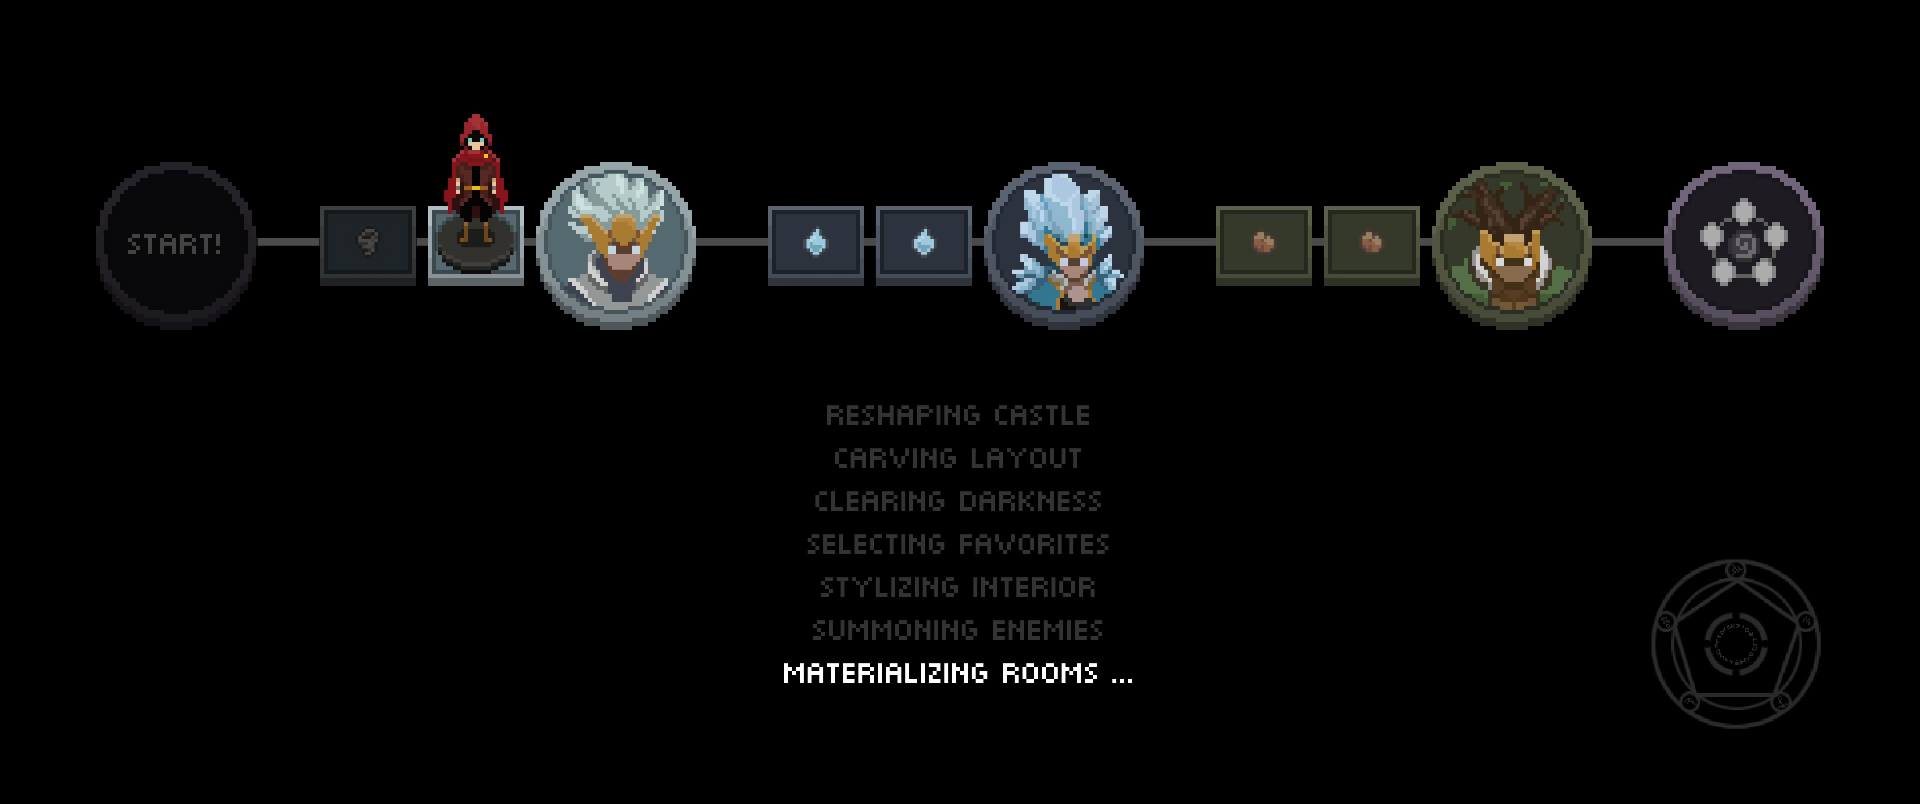 START!
RESHAPING CASTLE
CARVING LAYOUT
CLEARING DARKNESS
SELECTING FAVORITES
STYLIZING INTERIOR
SUMMONING ENEMIES
MATERIALIZING ROOMS ...